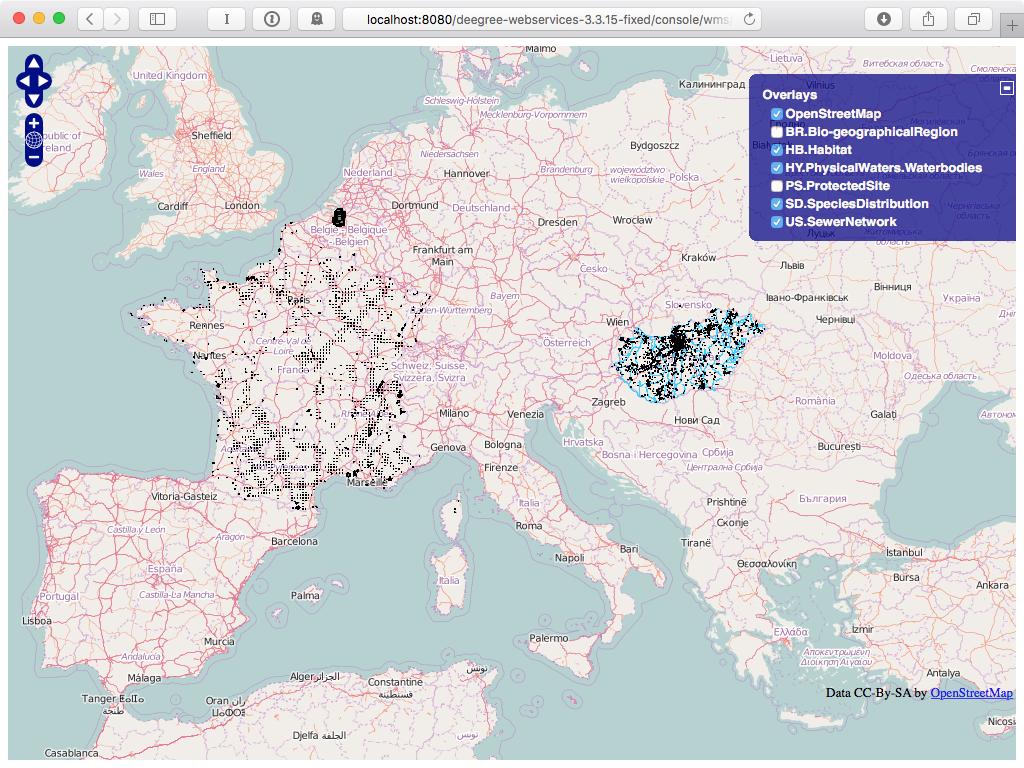 localhost:8080/deegree-webservices-3.3.15-fixed/console/wms
Overlays
OpenStreetMap
BR.Bio-geographicalRegion
HB.Habitat
HY.PhysicalWaters.Waterbodies
PS.ProtectedSite
SD.SpeciesDistribution
US.SewerNetwork
Malmö
Lietuva
Витебская область
Vilnius
Калининград
United Kingdom
Schleswig-Holstein
Mecklenburg-Vorpommern
Sheffield
Wales
England
Cardiff
London
Nederland
Niedersachsen
Hannover
Brandenburg
Bydgoszcz
województwo
wielkopolskie
Polska
Dortmund
Deutschland
Dresden
Wrocław
België - Belgique
- Belgien
Frankfurt am
Main
Česko
Kraków
Луцьк
Житомирська
область
Львів
Вінниця
Івано-Франківськ
Україна
Чернівці
Paris
Bayern
Slovensko
Rennes
Centre-Val de
Loire
Wien
Nantes
France
Schweiz, Suisse,
Svizzera, Svizra
Österreich
Moldova
Одеська область
Zagreb
România
Milano
Venezia
Нови Сад
Galați
Genova
Bologna
Hrvatska
Bosna i Hercegovina
Србија
București
Firenze
Централна Србија
Marseille
Vitoria-Gasteiz
Italia
Prishtinë
България
Castilla y León
Roma
Скопје
Aragón
Barcelona
Bari
Tiranë
İstanbul
España
Napoli
Θεσσαλονίκη
Bursa
Ankara
Portugal
Castilla-La Mancha
Palma
Italia
Lisboa
Murcia
Palermo
Ελλάδα
İzmir
Andalucía
Αποκεντρωμένη
Διοίκηση Αιγαίου
Málaga
Alger الجزائر
Constantine
قسنطينة
تونس
Antalya
Tanger
طنجة
Oran
Data CC-By-SA by OpenStreetMap
Djelfa الجلفة
تونس
Casablanca